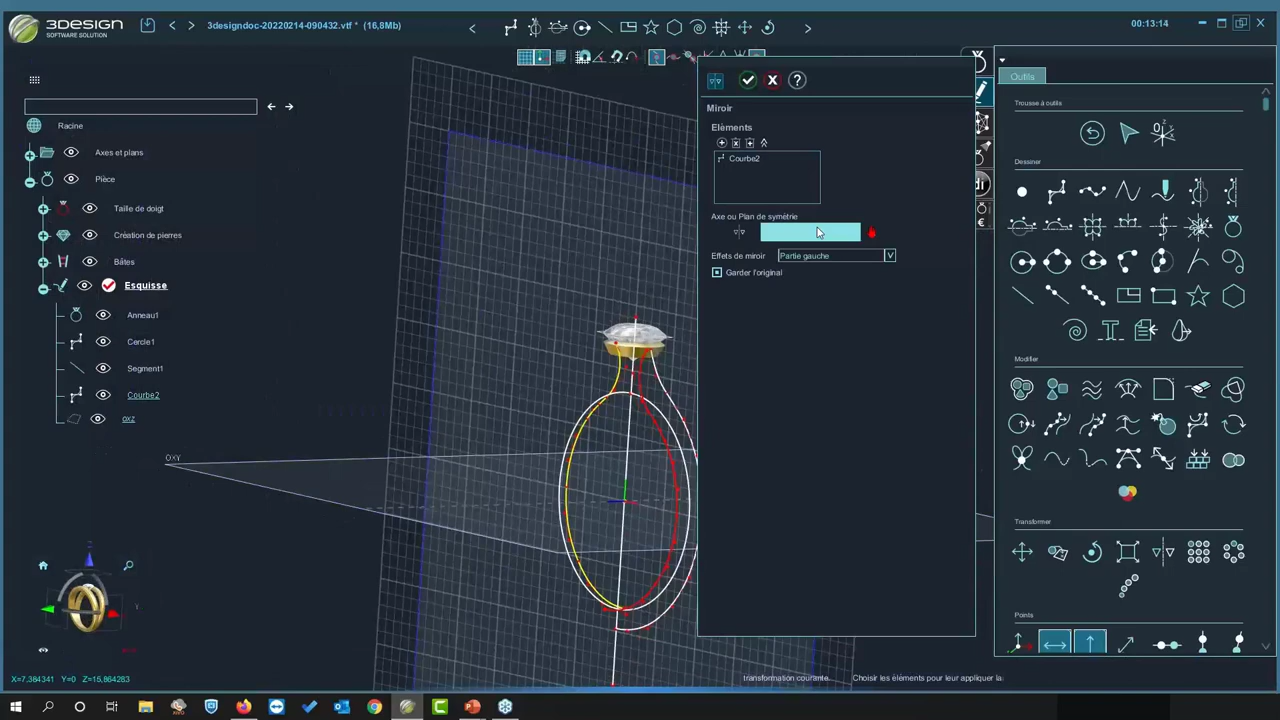 3DESIGN
SOFTWARE SOLUTION
3designdoc-20220214-090432.vtf * (16,8Mb)
00:13:14
Racine
Axes et plans
Pièce
Taille de doigt
Création de pierres
Bâtes
Esquisse
Anneau1
Cercle1
Segment1
Courbe2
OXZ
OXY
Z
X=7,384341 Y=0 Z=15,864283
Miroir
Elèments
Courbe2
Axe ou Plan de symètrie
Effets de miroir
Partie gauche
V
Garder l'original
transformation courante.
Choisir les élèments pour leur appliquer la
Outils
Trousse à outils
Dessiner
Modifier
Transformer
Points